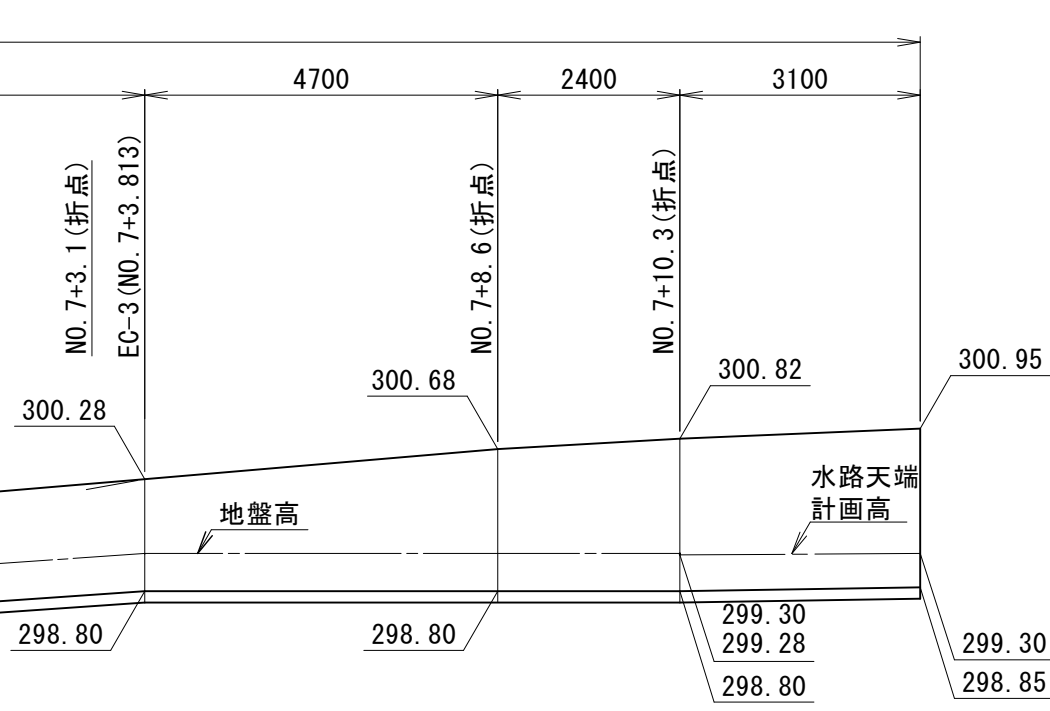 4700
2400
3100
NO. 7+3. 1(折点)
EC-3(NO. 7+3. 813)
NO. 7+8. 6(折点)
NO. 7+10. 3(折点)
300. 28
300. 68
300. 82
300. 95
地盤高
水路天端
計画高
298. 80
298. 80
299. 30
299. 28
298. 80
299. 30
298. 85